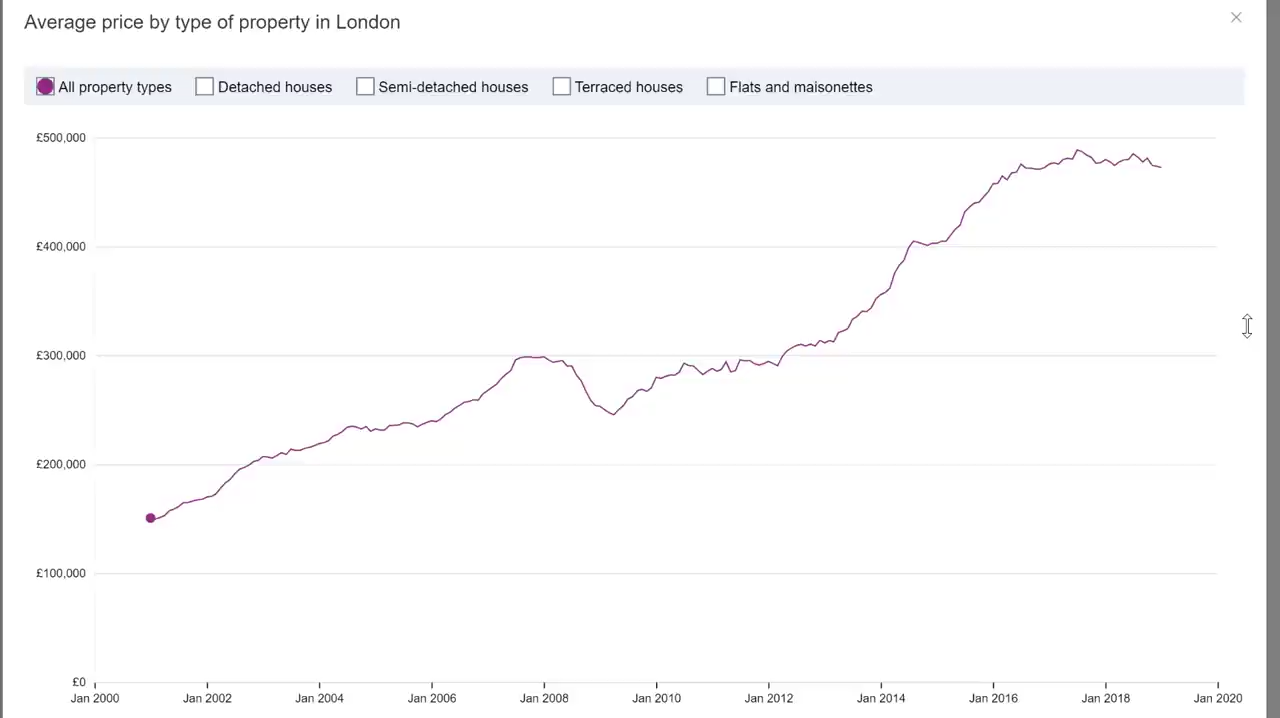 Average price by type of property in London
All property types Detached houses Semi-detached houses Terraced houses Flats and maisonettes
£500,000
£400,000
£300,000
£200,000
£100,000
£0
Jan 2000 Jan 2002 Jan 2004 Jan 2006 Jan 2008 Jan 2010 Jan 2012 Jan 2014 Jan 2016 Jan 2018 Jan 2020